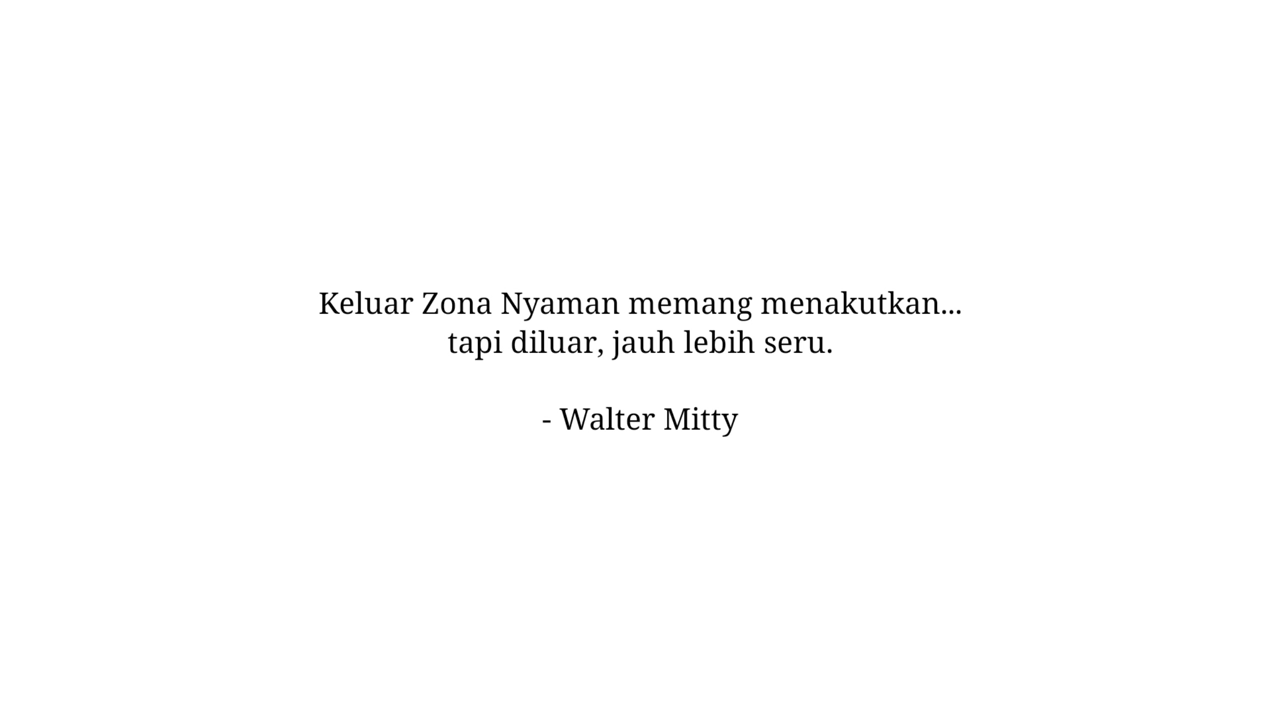 Keluar Zona Nyaman memang menakutkan...
tapi diluar, jauh lebih seru.
- Walter Mitty